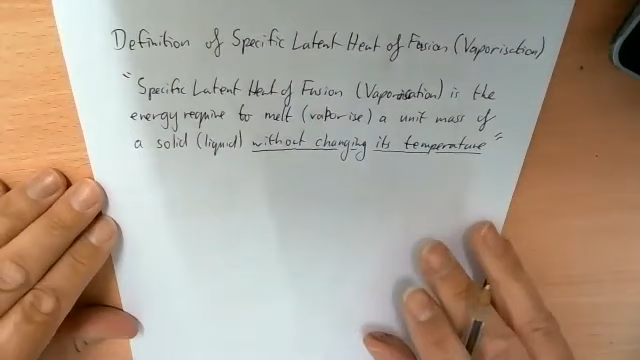 Definition of Specific Latent Heat of Fusion (Vaporisation)
"Specific Latent Heat of Fusion (Vaporisation) is the
energy require to melt (vaporise) a unit mass of
a solid (liquid) without changing its temperature"